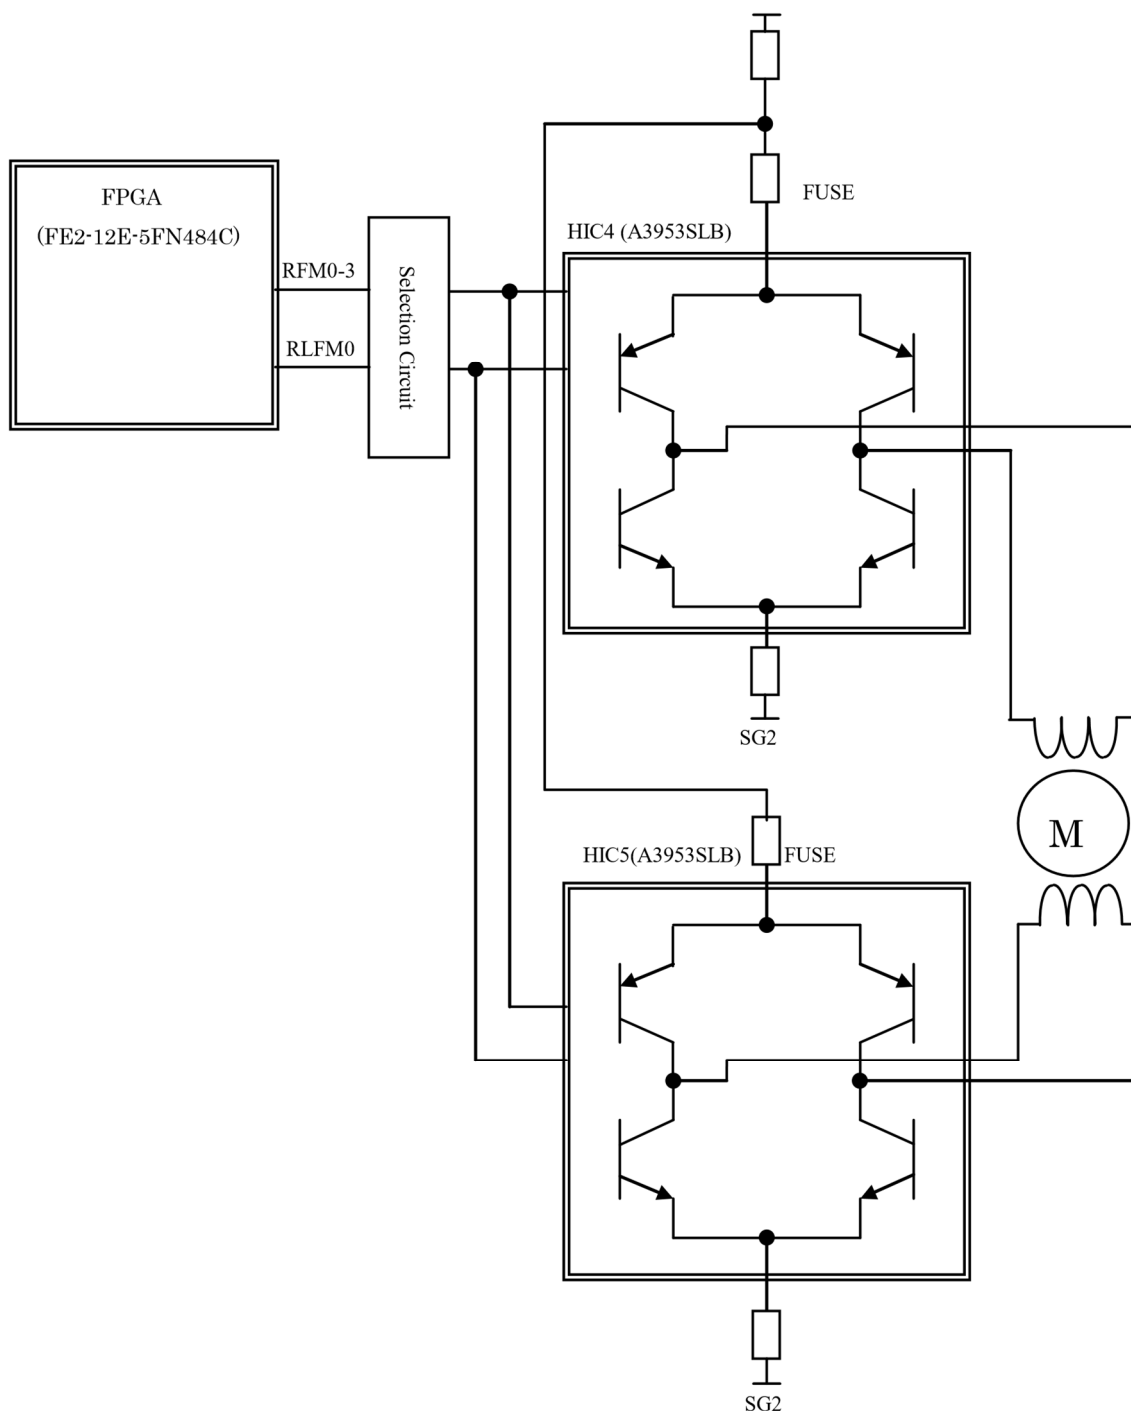 FPGA
(FE2-12E-5FN484C)
RFM0-3
RLFM0
Selection Circuit
FUSE
HIC4 (A3953SLB)
SG2
M
HIC5(A3953SLB)
FUSE
SG2